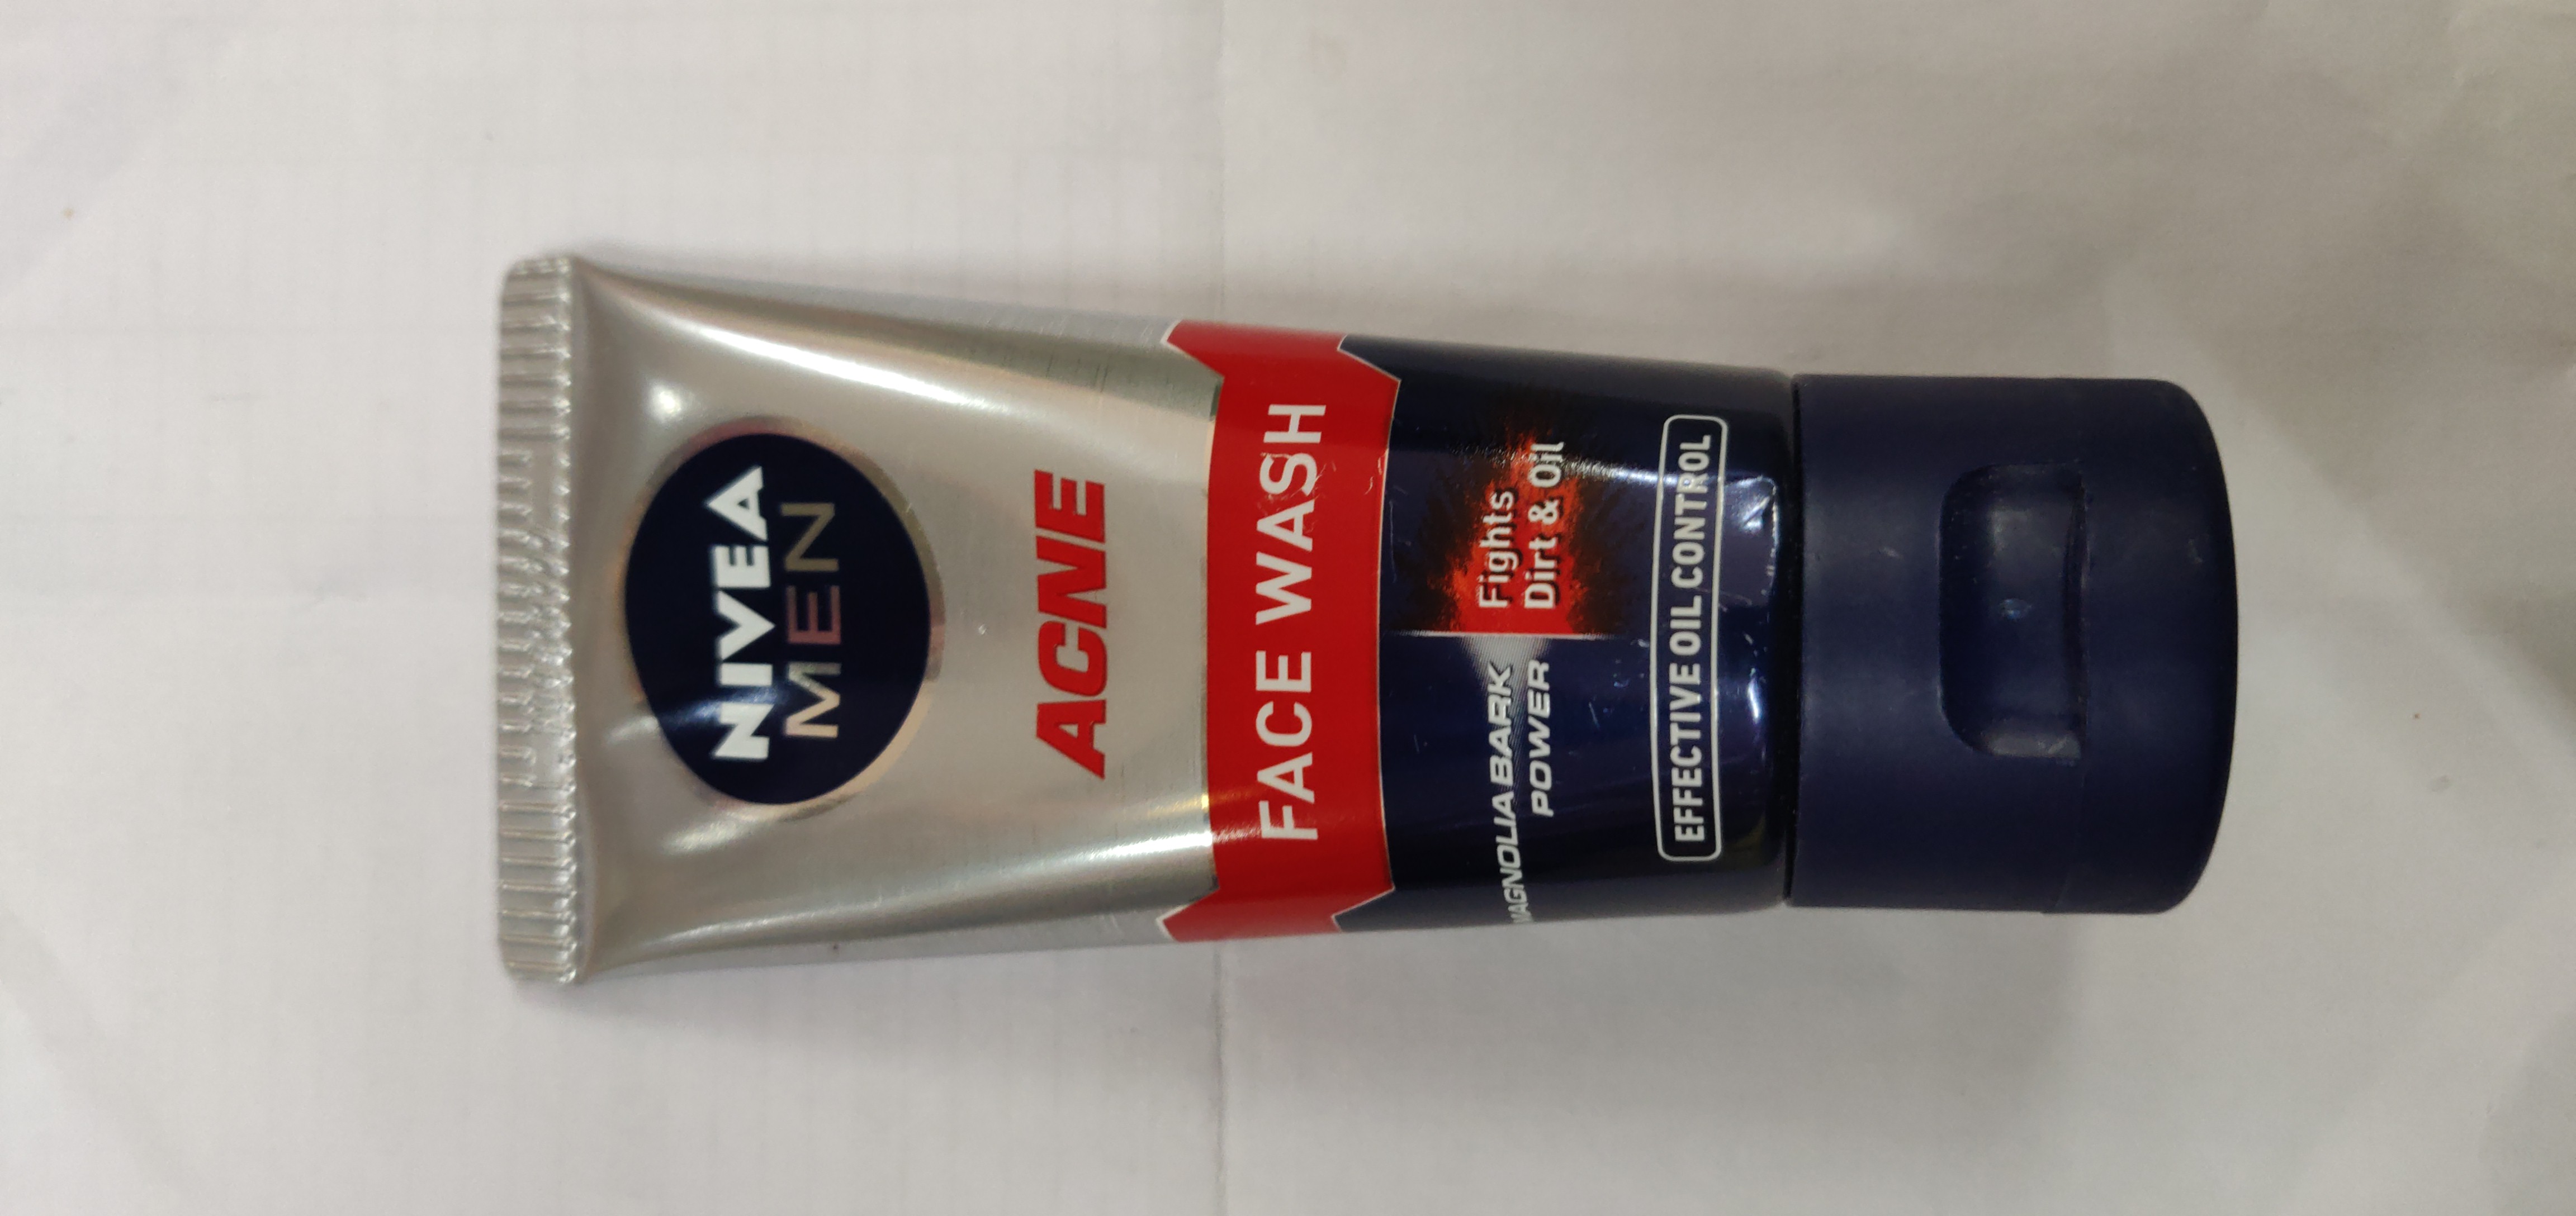 NIVEA
MEN
ACNE
FACE WASH
MAGNOLIA BARK
POWER
Fights
Dirt & Oil
EFFECTIVE OIL CONTROL